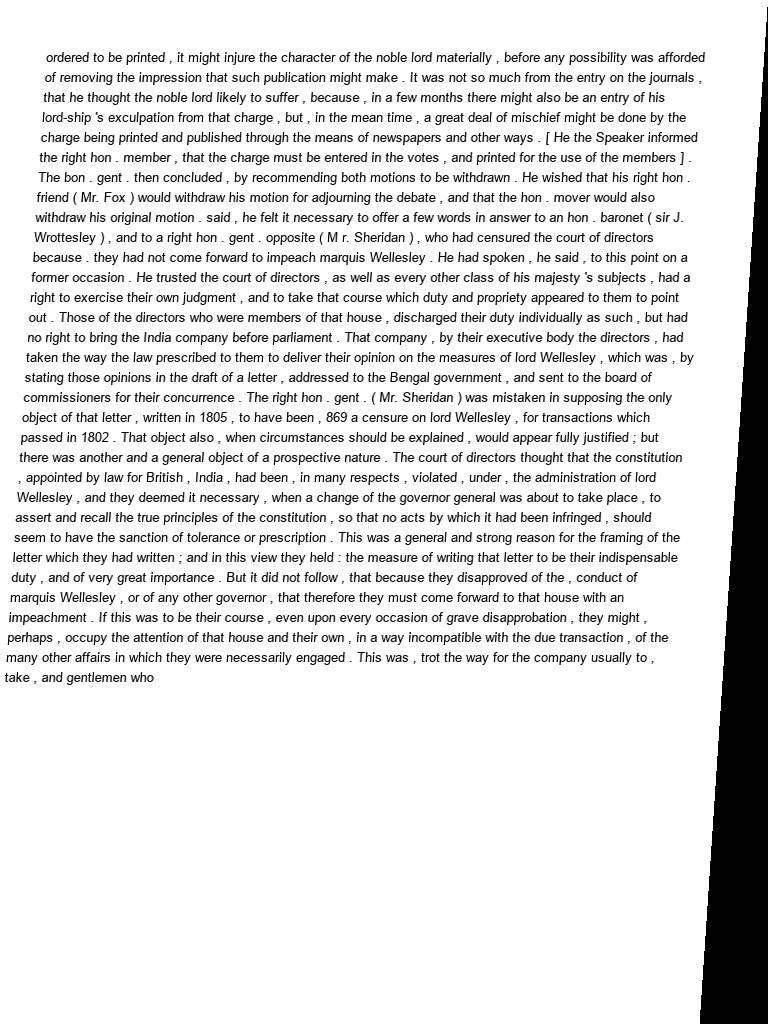 ordered to be printed , it might injure the character of the noble lord materially , before any possibility was afforded
of removing the impression that such publication might make . It was not so much from the entry on the journals ,
that he thought the noble lord likely to suffer , because , in a few months there might also be an entry of his
lord-ship 's exculpation from that charge , but , in the mean time , a great deal of mischief might be done by the
charge being printed and published through the means of newspapers and other ways . [ He the Speaker informed
the right hon . member , that the charge must be entered in the votes , and printed for the use of the members ] .
The bon . gent . then concluded , by recommending both motions to be withdrawn . He wished that his right hon .
friend ( Mr. Fox ) would withdraw his motion for adjourning the debate , and that the hon . mover would also
withdraw his original motion . said , he felt it necessary to offer a few words in answer to an hon . baronet ( sir J.
Wrottesley ) , and to a right hon . gent . opposite ( M r. Sheridan ) , who had censured the court of directors
because . they had not come forward to impeach marquis Wellesley . He had spoken , he said , to this point on a
former occasion . He trusted the court of directors , as well as every other class of his majesty 's subjects , had a
right to exercise their own judgment , and to take that course which duty and propriety appeared to them to point
out . Those of the directors who were members of that house , discharged their duty individually as such , but had
no right to bring the India company before parliament . That company , by their executive body the directors , had
taken the way the law prescribed to them to deliver their opinion on the measures of lord Wellesley , which was , by
stating those opinions in the draft of a letter , addressed to the Bengal government , and sent to the board of
commissioners for their concurrence . The right hon . gent . ( Mr. Sheridan ) was mistaken in supposing the only
object of that letter , written in 1805 , to have been , 869 a censure on lord Wellesley , for transactions which
passed in 1802 . That object also , when circumstances should be explained , would appear fully justified ; but
there was another and a general object of a prospective nature . The court of directors thought that the constitution
, appointed by law for British , India , had been , in many respects , violated , under , the administration of lord
Wellesley , and they deemed it necessary , when a change of the governor general was about to take place , to
assert and recall the true principles of the constitution , so that no acts by which it had been infringed , should
seem to have the sanction of tolerance or prescription . This was a general and strong reason for the framing of the
letter which they had written ; and in this view they held : the measure of writing that letter to be their indispensable
duty , and of very great importance . But it did not follow , that because they disapproved of the , conduct of
marquis Wellesley , or of any other governor , that therefore they must come forward to that house with an
impeachment . If this was to be their course , even upon every occasion of grave disapprobation , they might ,
perhaps , occupy the attention of that house and their own , in a way incompatible with the due transaction , of the
many other affairs in which they were necessarily engaged . This was , trot the way for the company usually to ,
take , and gentlemen who